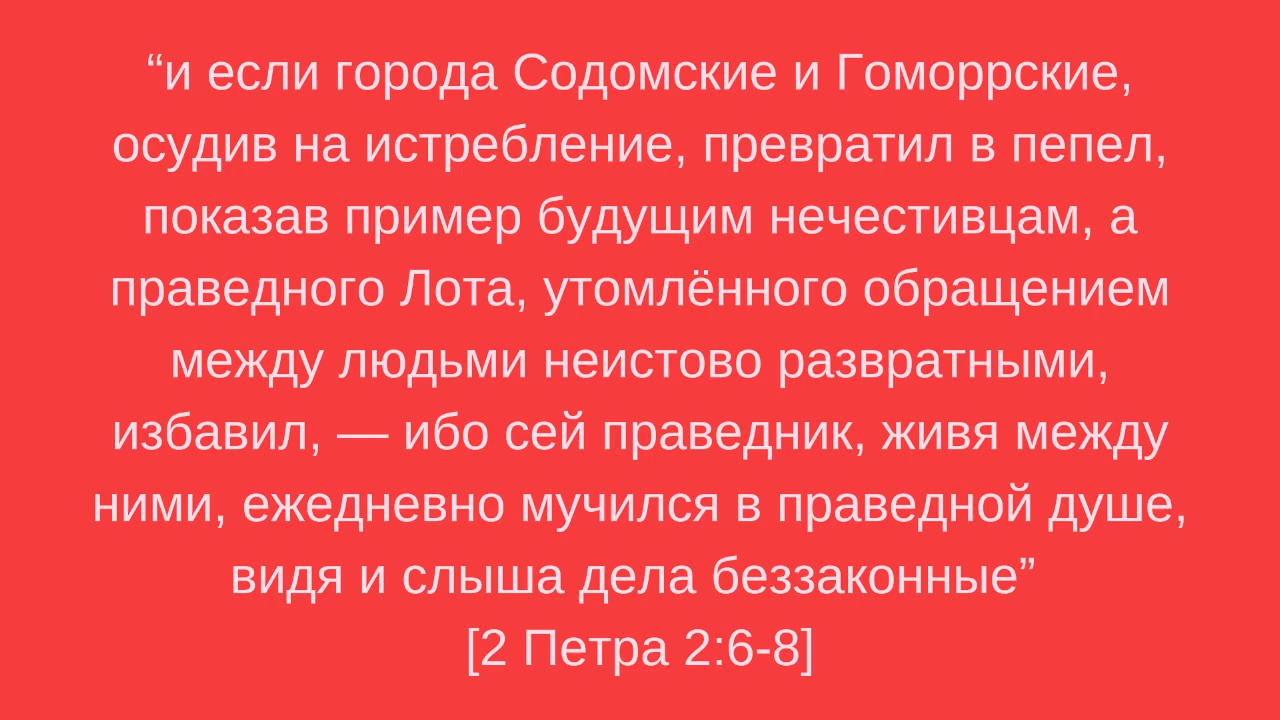 “и если города Содомские и Гоморрские,
осудив на истребление, превратил в пепел,
показав пример будущим нечестивцам, а
праведного Лота, утомлённого обращением
между людьми неистово развратными,
избавил, — ибо сей праведник, живя между
ними, ежедневно мучился в праведной душе,
видя и слыша дела беззаконные”
[2 Петра 2:6-8]